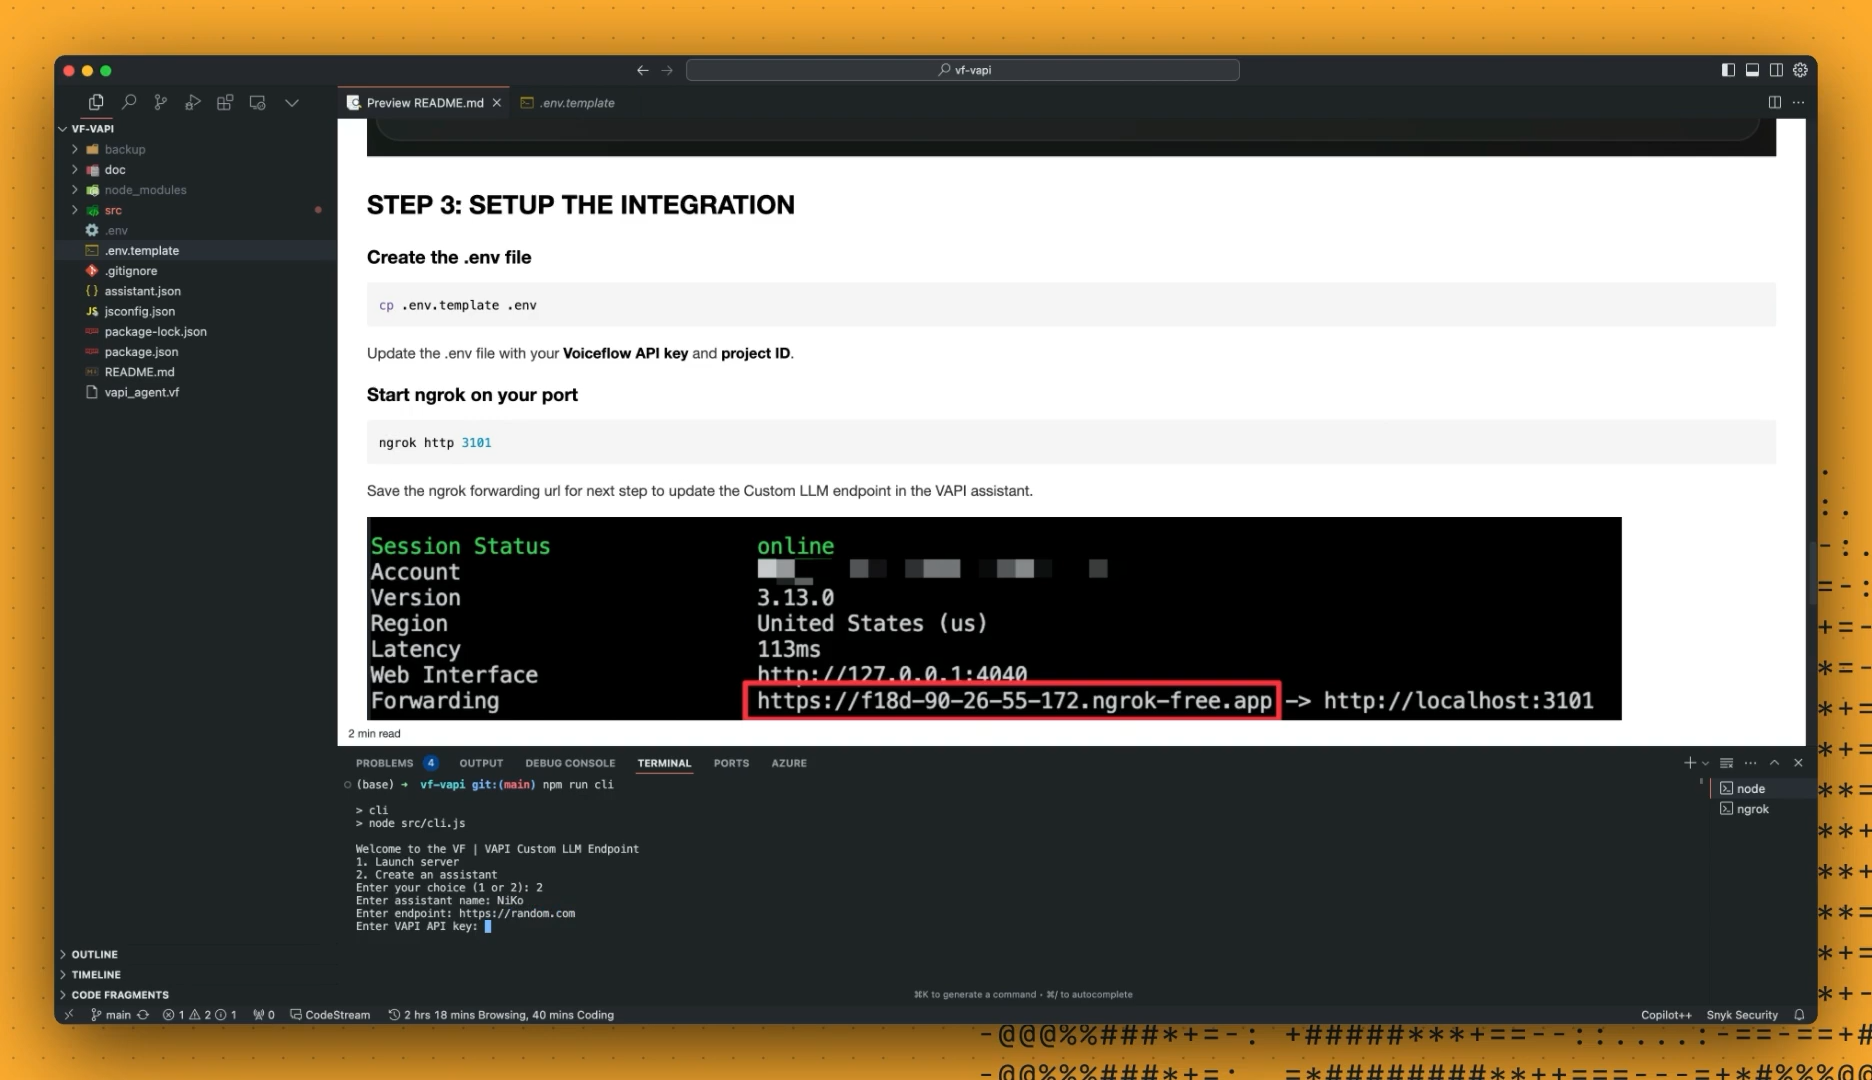 vf-vapi
Preview README.md
.env.template
VF-VAPI
backup
doc
node_modules
src
.env
.env.template
.gitignore
{ } assistant.json
JS jsconfig.json
package-lock.json
package.json
README.md
vapi_agent.vf
OUTLINE
TIMELINE
CODE FRAGMENTS
STEP 3: SETUP THE INTEGRATION
Create the .env file
cp .env.template .env
Update the .env file with your Voiceflow API key and project ID.
Start ngrok on your port
ngrok http 3101
Save the ngrok forwarding url for next step to update the Custom LLM endpoint in the VAPI assistant.
Session Status online
Account
Version 3.13.0
Region United States (us)
Latency 113ms
Web Interface http://127.0.0.1:4040
Forwarding https://f18d-90-26-55-172.ngrok-free.app -> http://localhost:3101
2 min read
PROBLEMS 4 OUTPUT DEBUG CONSOLE TERMINAL PORTS AZURE
(base) → vf-vapi git:(main) npm run cli
> cli
> node src/cli.js
Welcome to the VF | VAPI Custom LLM Endpoint
1. Launch server
2. Create an assistant
Enter your choice (1 or 2): 2
Enter assistant name: NiKo
Enter endpoint: https://random.com
Enter VAPI API key:
node
ngrok
⌘K to generate a command • ⌘/ to autocomplete
main 1 2 1 0 CodeStream 2 hrs 18 mins Browsing, 40 mins Coding Copilot++ Snyk Security